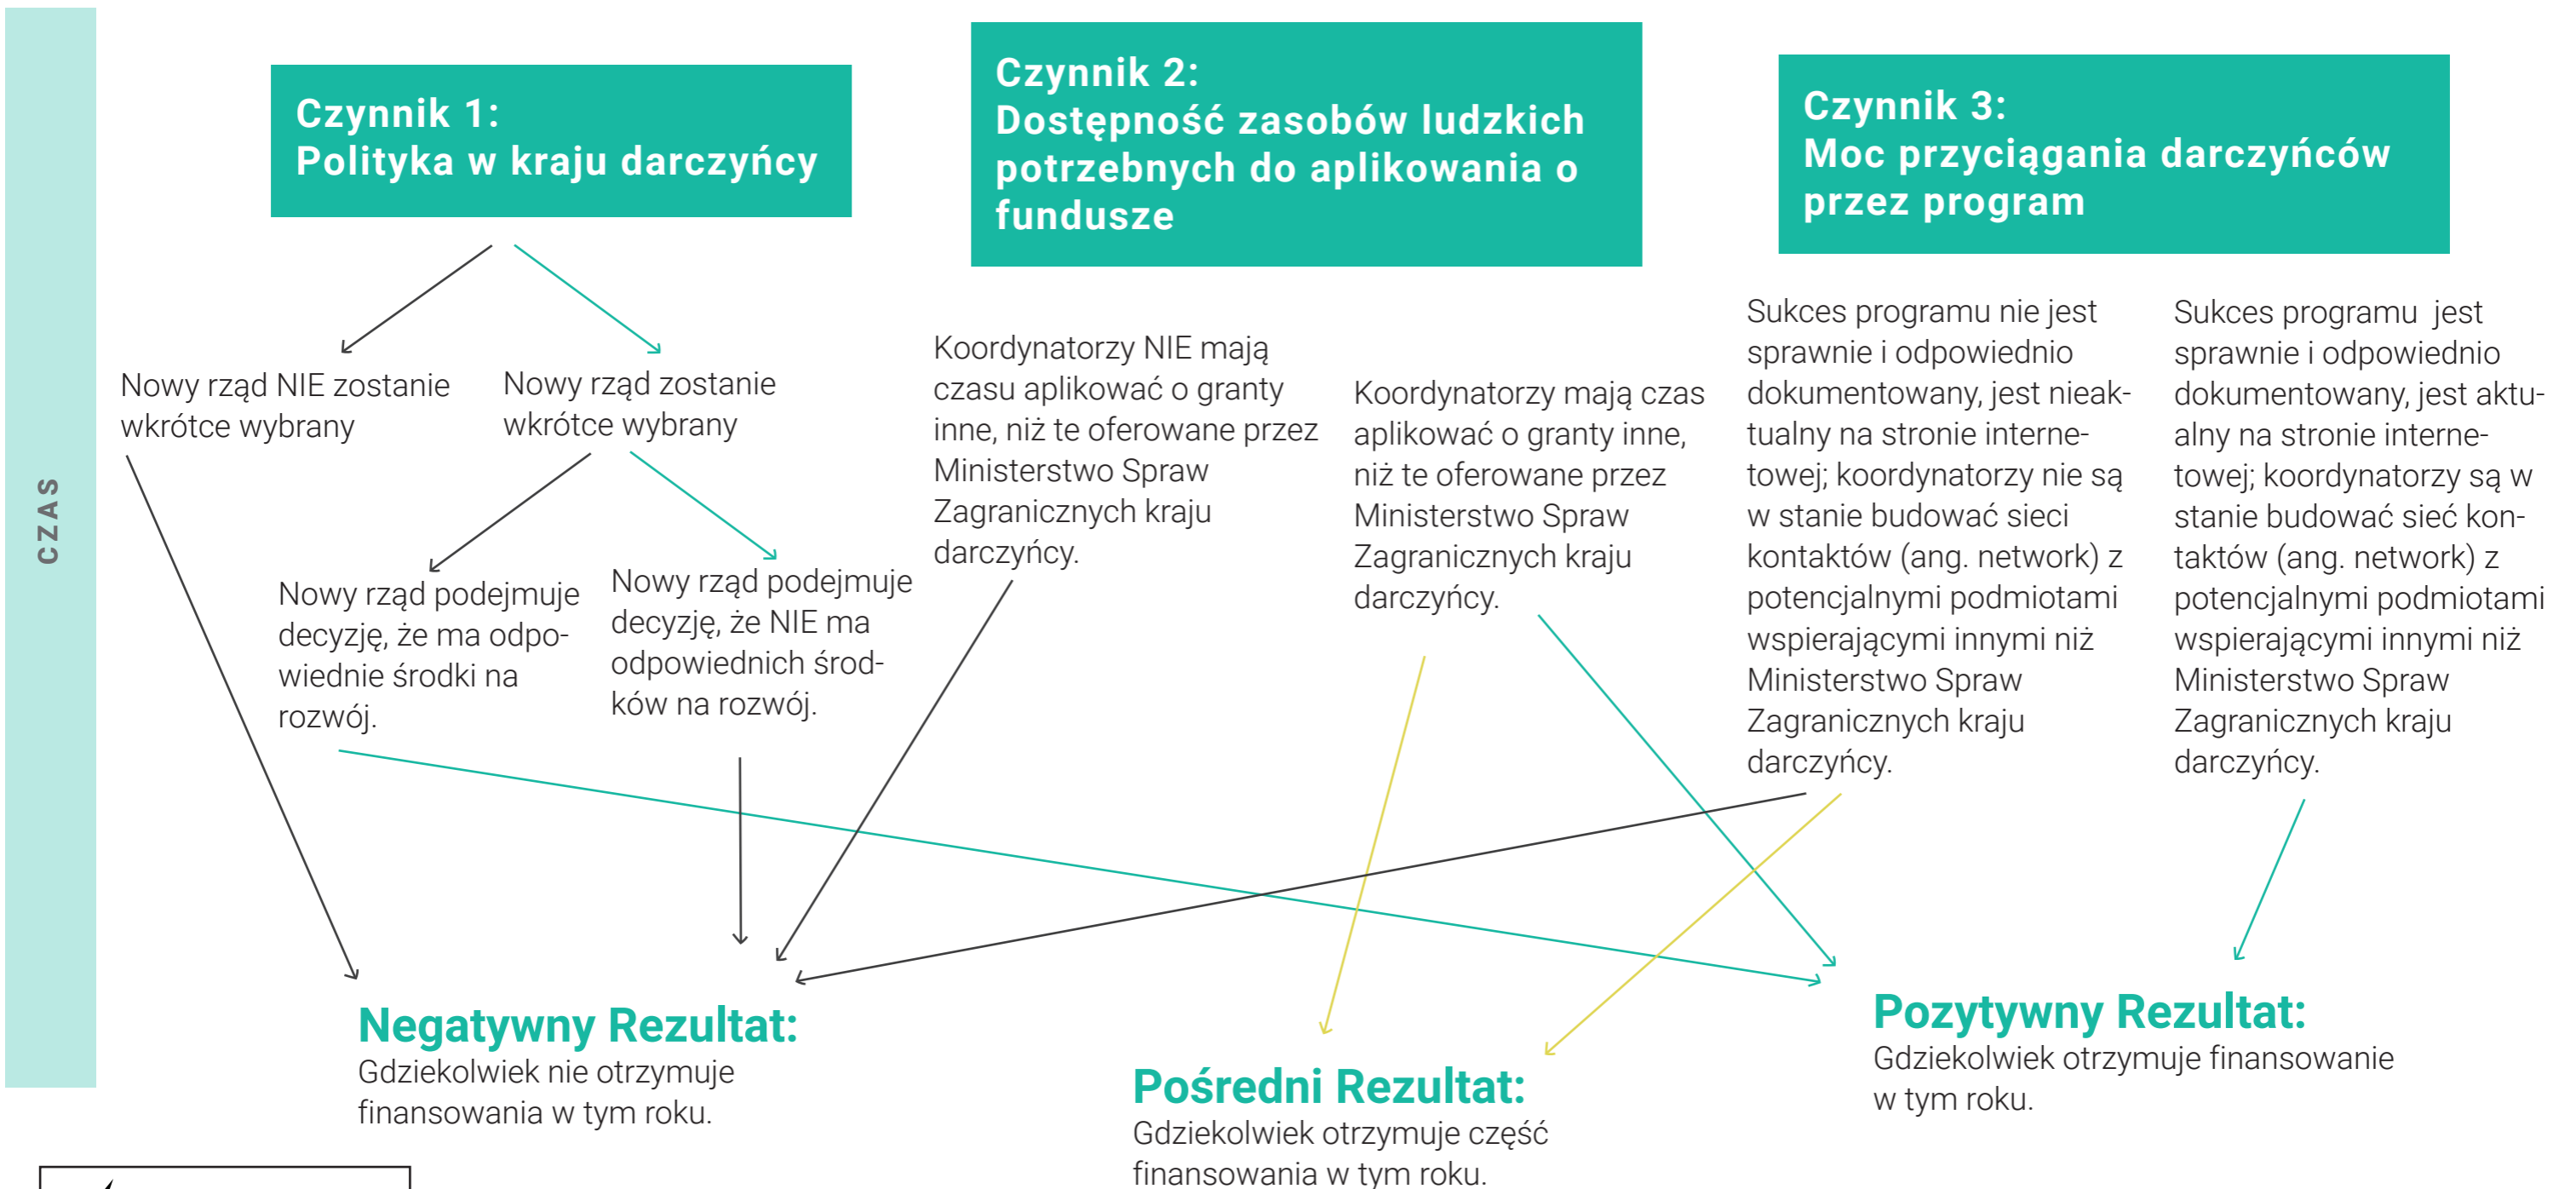 CZAS
Czynnik 1:
Polityka w kraju darczyńcy
Czynnik 2:
Dostępność zasobów ludzkich
potrzebnych do aplikowania o
fundusze
Czynnik 3:
Moc przyciągania darczyńców
przez program
Nowy rząd NIE zostanie
wkrótce wybrany
Nowy rząd zostanie
wkrótce wybrany
Nowy rząd podejmuje
decyzję, że ma odpo-
wiednie środki na
rozwój.
Nowy rząd podejmuje
decyzję, że NIE ma
odpowiednich środ-
ków na rozwój.
Koordynatorzy NIE mają
czasu aplikować o granty
inne, niż te oferowane przez
Ministerstwo Spraw
Zagranicznych kraju
darczyńcy.
Koordynatorzy mają czas
aplikować o granty inne,
niż te oferowane przez
Ministerstwo Spraw
Zagranicznych kraju
darczyńcy.
Sukces programu nie jest
sprawnie i odpowiednio
dokumentowany, jest nieak-
tualny na stronie interne-
towej; koordynatorzy nie są
w stanie budować sieci
kontaktów (ang. network) z
potencjalnymi podmiotami
wspierającymi innymi niż
Ministerstwo Spraw
Zagranicznych kraju
darczyńcy.
Sukces programu  jest
sprawnie i odpowiednio
dokumentowany, jest aktu-
alny na stronie interne-
towej; koordynatorzy są w
stanie budować sieć kon-
taktów (ang. network) z
potencjalnymi podmiotami
wspierającymi innymi niż
Ministerstwo Spraw
Zagranicznych kraju
darczyńcy.
Negatywny Rezultat:
Gdziekolwiek nie otrzymuje
finansowania w tym roku.
Pośredni Rezultat:
Gdziekolwiek otrzymuje część
finansowania w tym roku.
Pozytywny Rezultat:
Gdziekolwiek otrzymuje finansowanie
w tym roku.